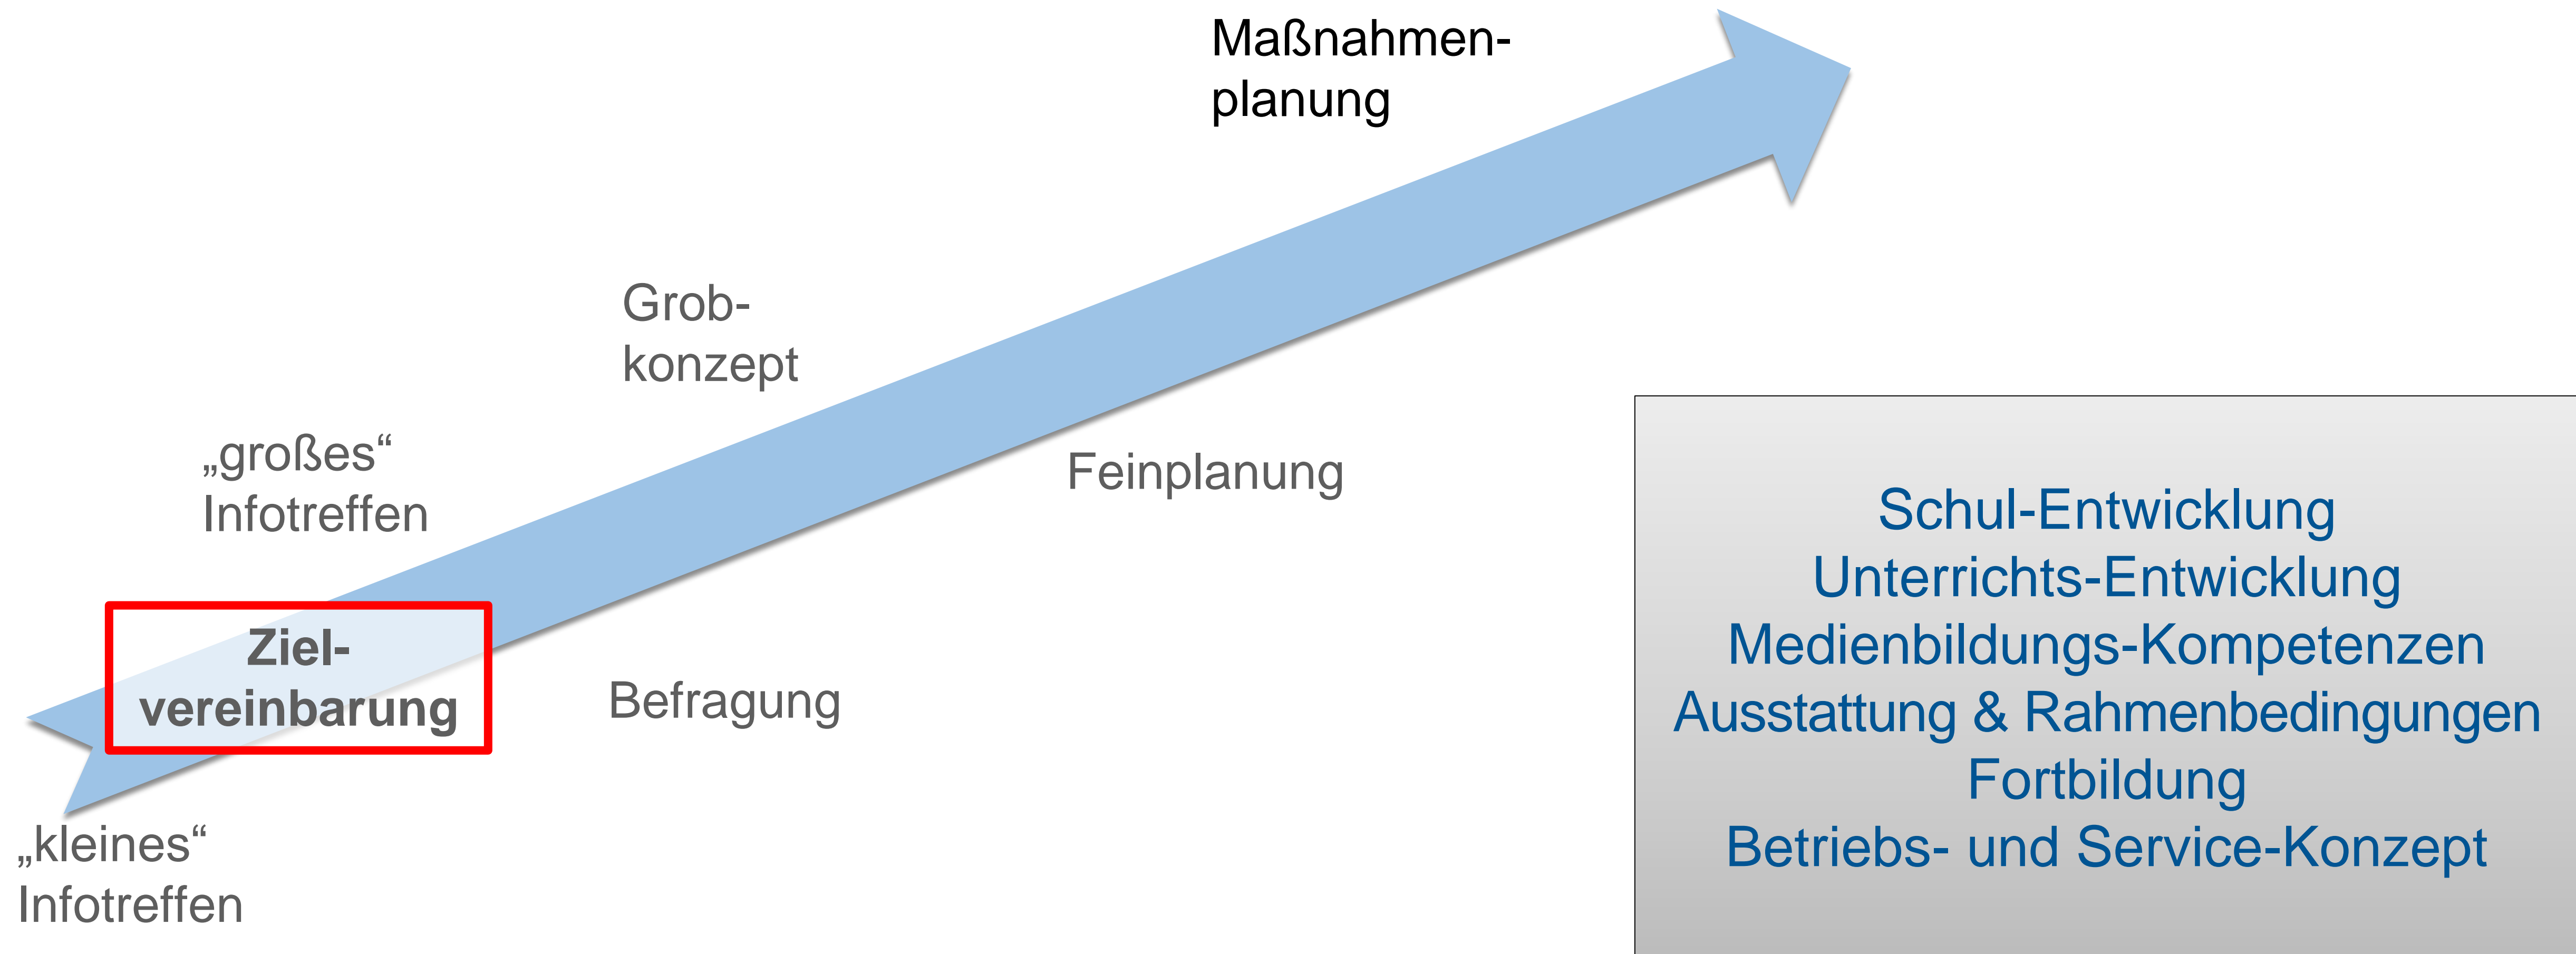 Maßnahmen-
planung
Grob-
konzept
„großes“
Infotreffen
Feinplanung
Ziel-
vereinbarung
Befragung
„kleines“
Infotreffen
Schul-Entwicklung
Unterrichts-Entwicklung
Medienbildungs-Kompetenzen
Ausstattung & Rahmenbedingungen
Fortbildung
Betriebs- und Service-Konzept